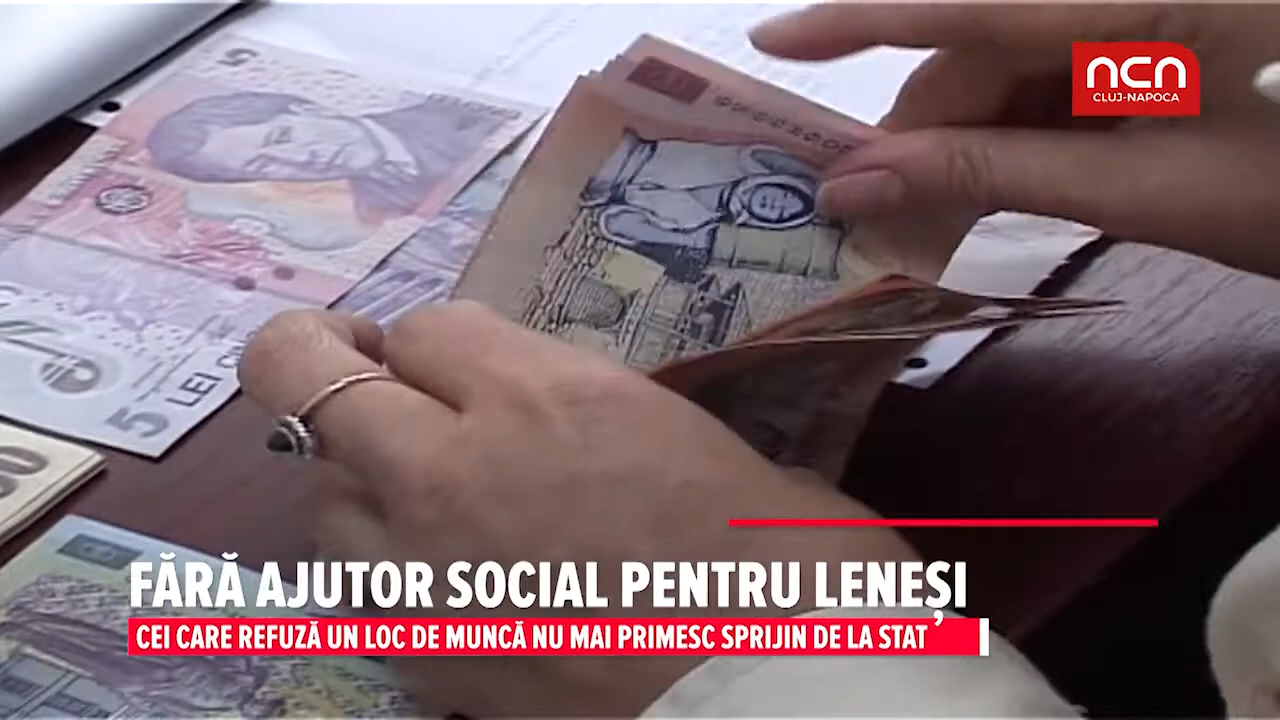 ncn
CLUJ-NAPOCA
5
5
LEI
FĂRĂ AJUTOR SOCIAL PENTRU LENEȘI
CEI CARE REFUZĂ UN LOC DE MUNCĂ NU MAI PRIMESC SPRIJIN DE LA STAT